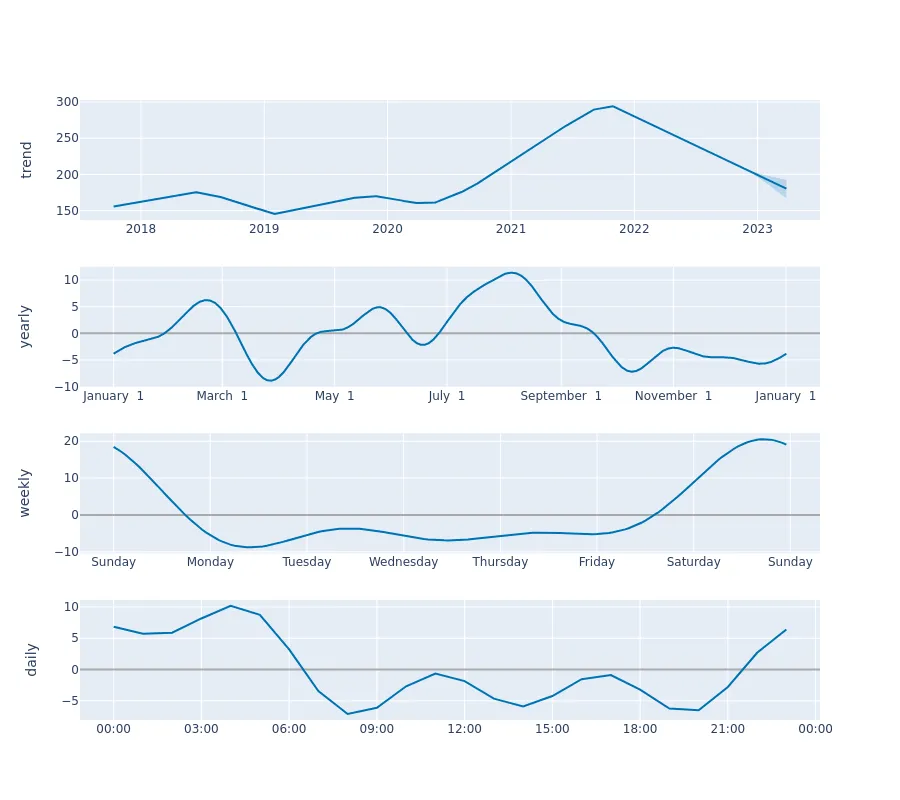 300
250
200
150
trend
2018 2019 2020 2021 2022 2023
10
5
0
−5
−10
yearly
January 1 March 1 May 1 July 1 September 1 November 1 January 1
20
10
0
−10
weekly
Sunday Monday Tuesday Wednesday Thursday Friday Saturday Sunday
10
5
0
−5
daily
00:00 03:00 06:00 09:00 12:00 15:00 18:00 21:00 00:00